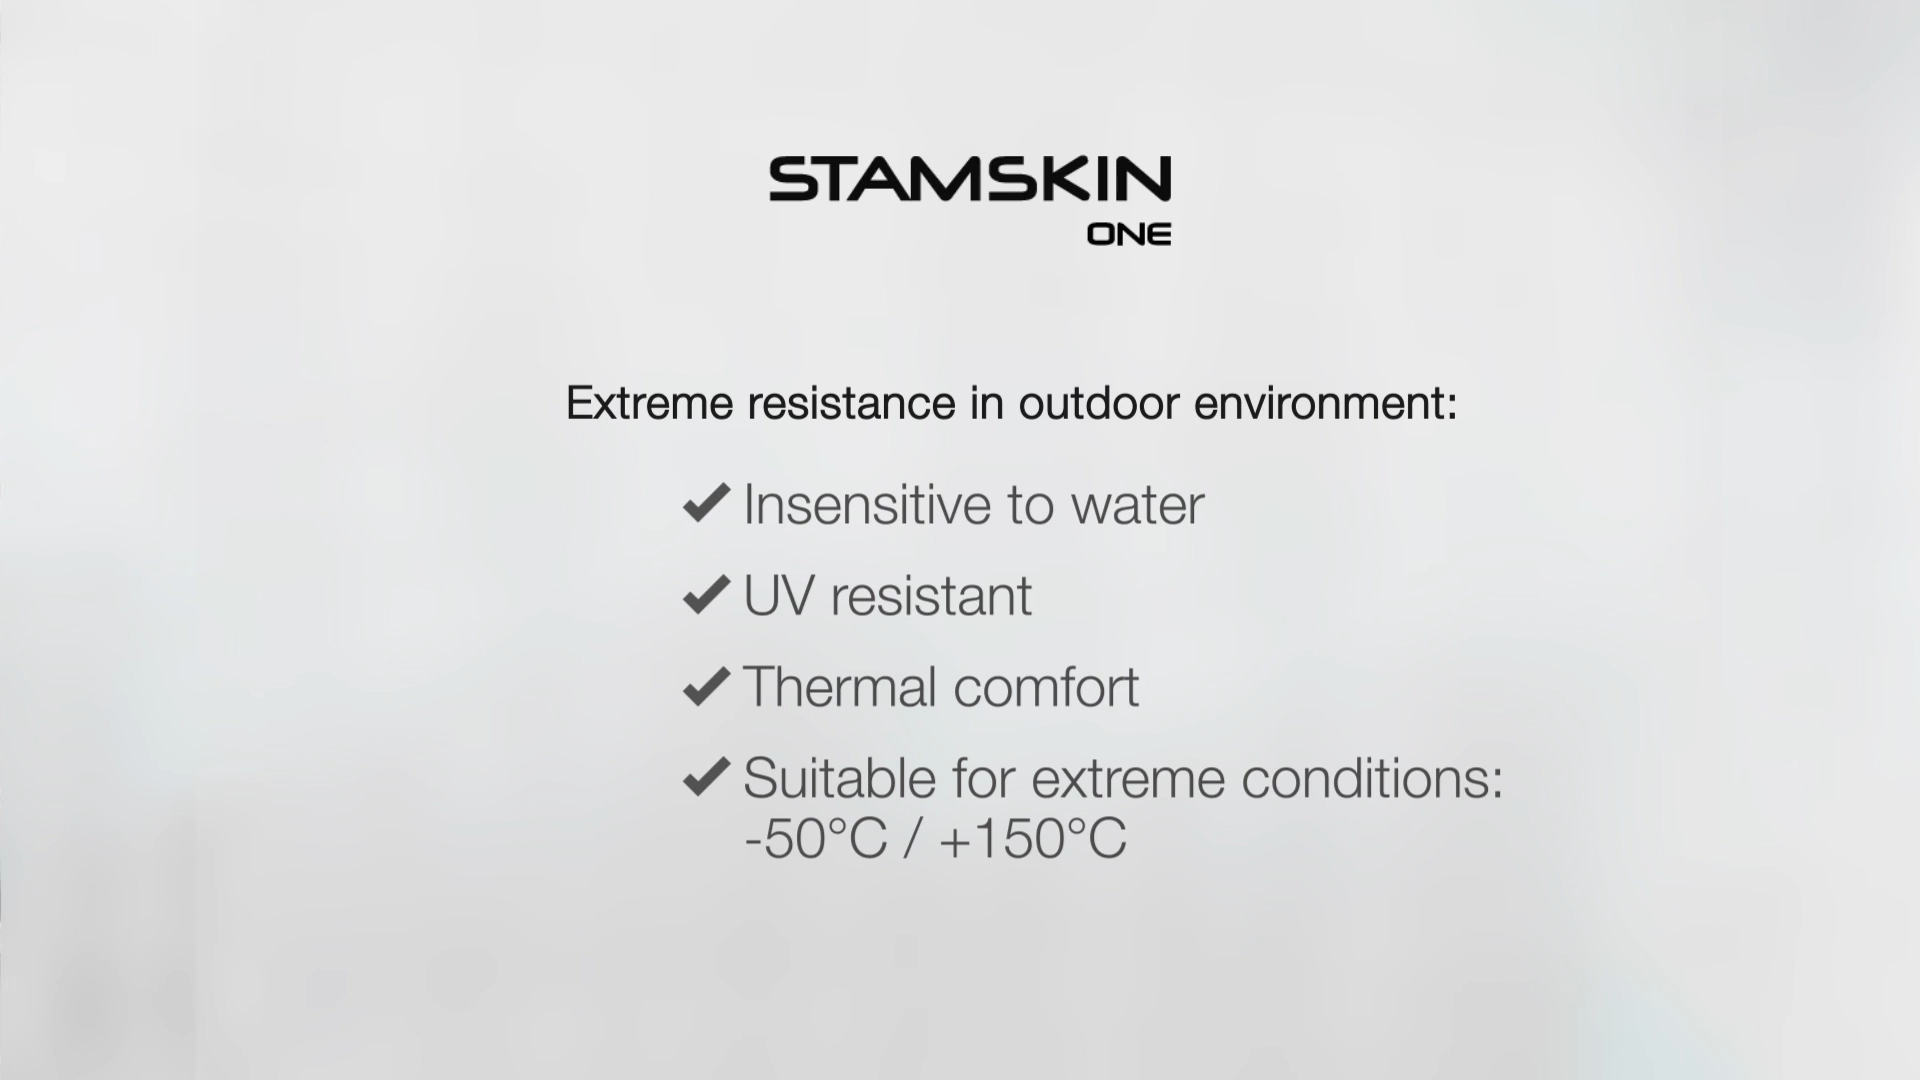 STAMSKIN
ONE
Extreme resistance in outdoor environment:
✔ Insensitive to water
✔ UV resistant
✔ Thermal comfort
✔ Suitable for extreme conditions:
-50°C / +150°C